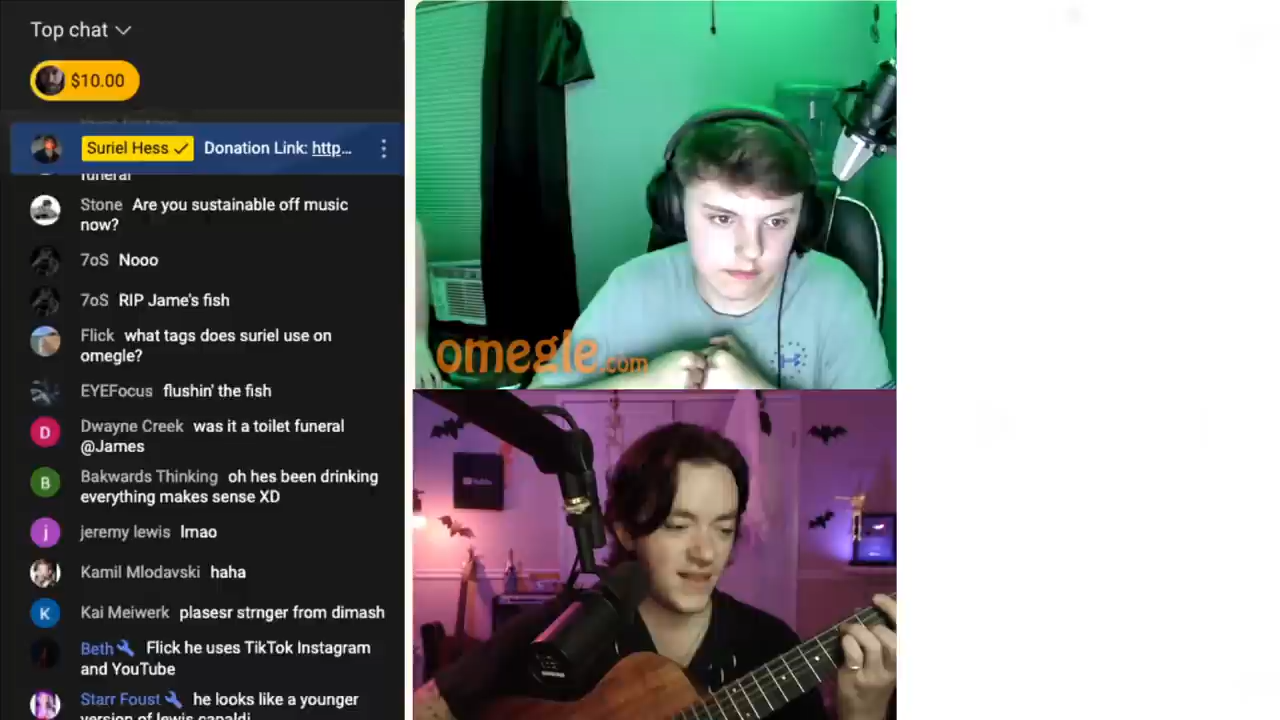 Top chat
$10.00
Suriel Hess Donation Link: http...
funeral
Stone Are you sustainable off music
now?
7oS Nooo
7oS RIP Jame's fish
Flick what tags does suriel use on
omegle?
EYEFocus flushin' the fish
D Dwayne Creek was it a toilet funeral
@James
B Bakwards Thinking oh hes been drinking
everything makes sense XD
j jeremy lewis lmao
Kamil Mlodavski haha
K Kai Meiwerk plasesr strnger from dimash
Beth Flick he uses TikTok Instagram
and YouTube
Starr Foust he looks like a younger
version of lewis capaldi
omegle.com